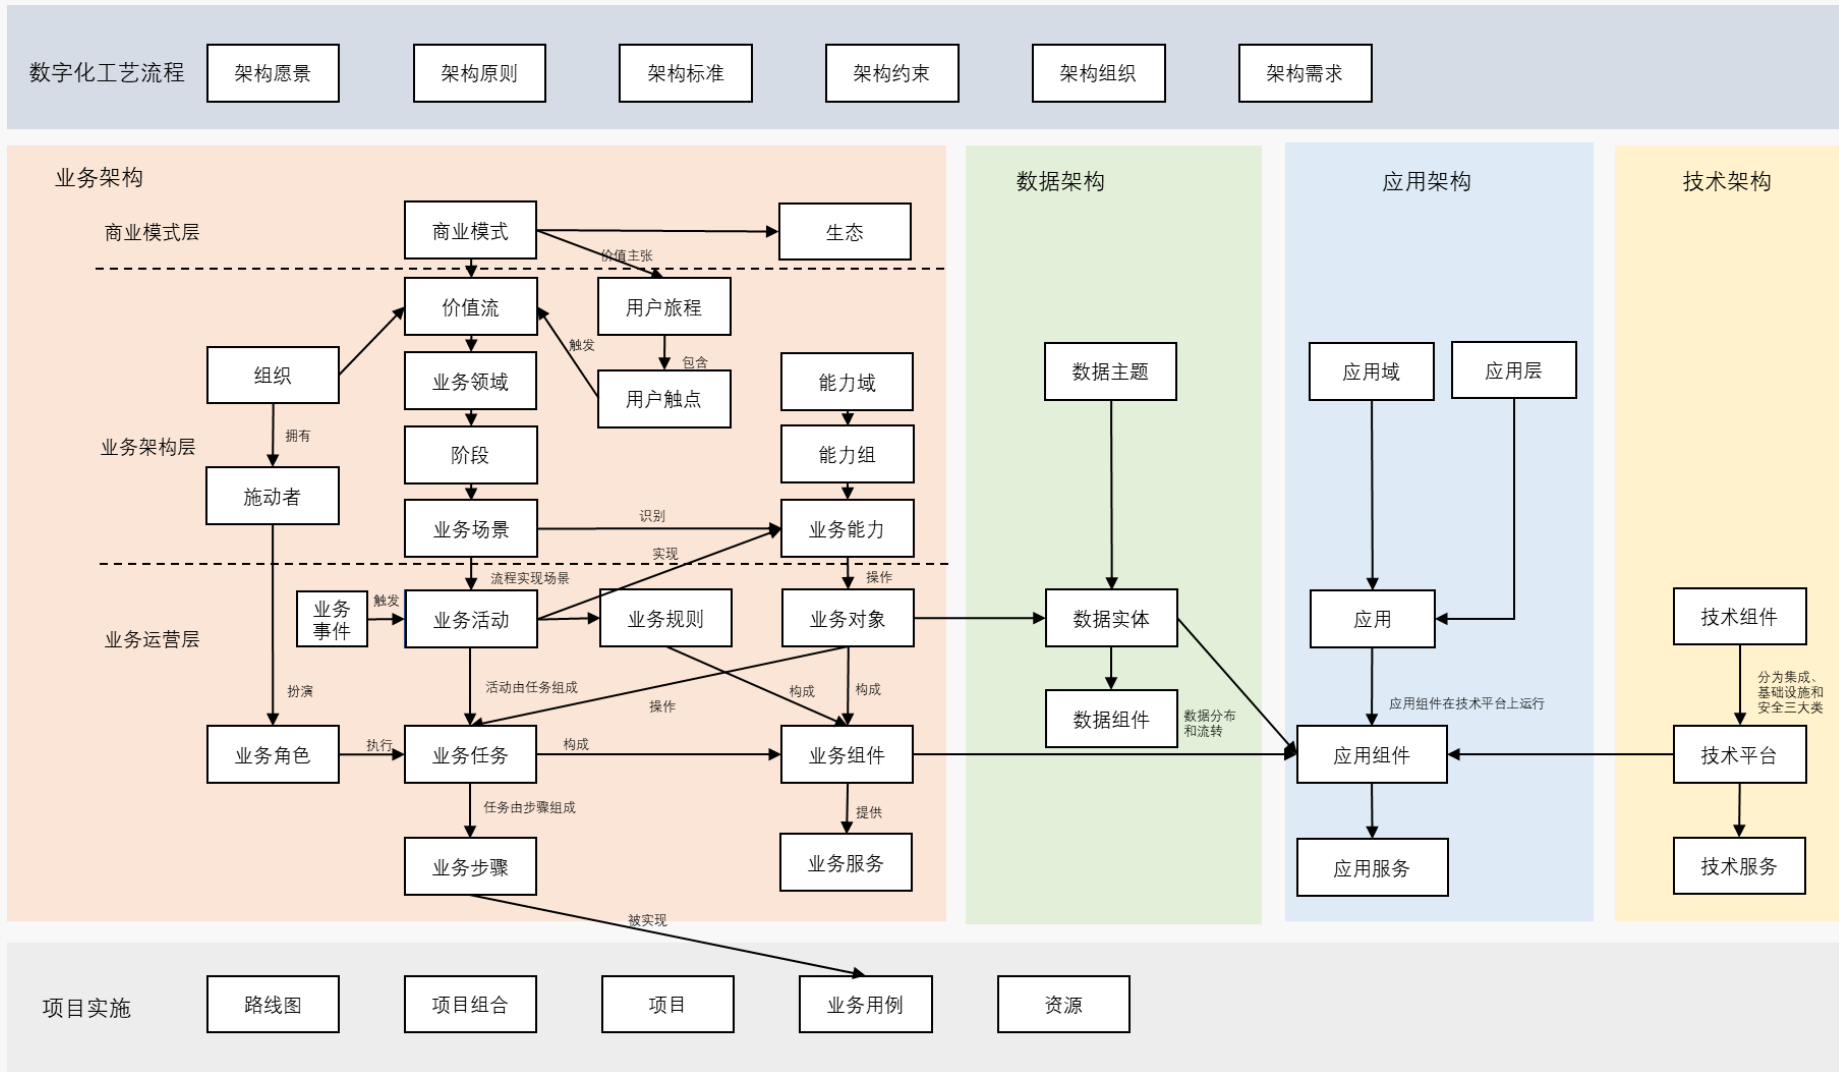 数字化工艺流程
架构愿景
架构原则
架构标准
架构约束
架构组织
架构需求
业务架构
商业模式层
商业模式
生态
价值主张
价值流
用户旅程
触发
包含
组织
业务领域
用户触点
能力域
拥有
业务架构层
阶段
能力组
施动者
业务场景
识别
业务能力
实现
流程实现场景
操作
业务
事件
触发
业务活动
业务规则
业务对象
业务运营层
扮演
活动由任务组成
操作
构成
构成
业务角色
执行
业务任务
构成
业务组件
任务由步骤组成
提供
业务步骤
业务服务
被实现
数据架构
数据主题
数据实体
数据组件
数据分布
和流转
应用架构
应用域
应用层
应用
应用组件在技术平台上运行
应用组件
应用服务
技术架构
技术组件
分为集成、
基础设施和
安全三大类
技术平台
技术服务
项目实施
路线图
项目组合
项目
业务用例
资源